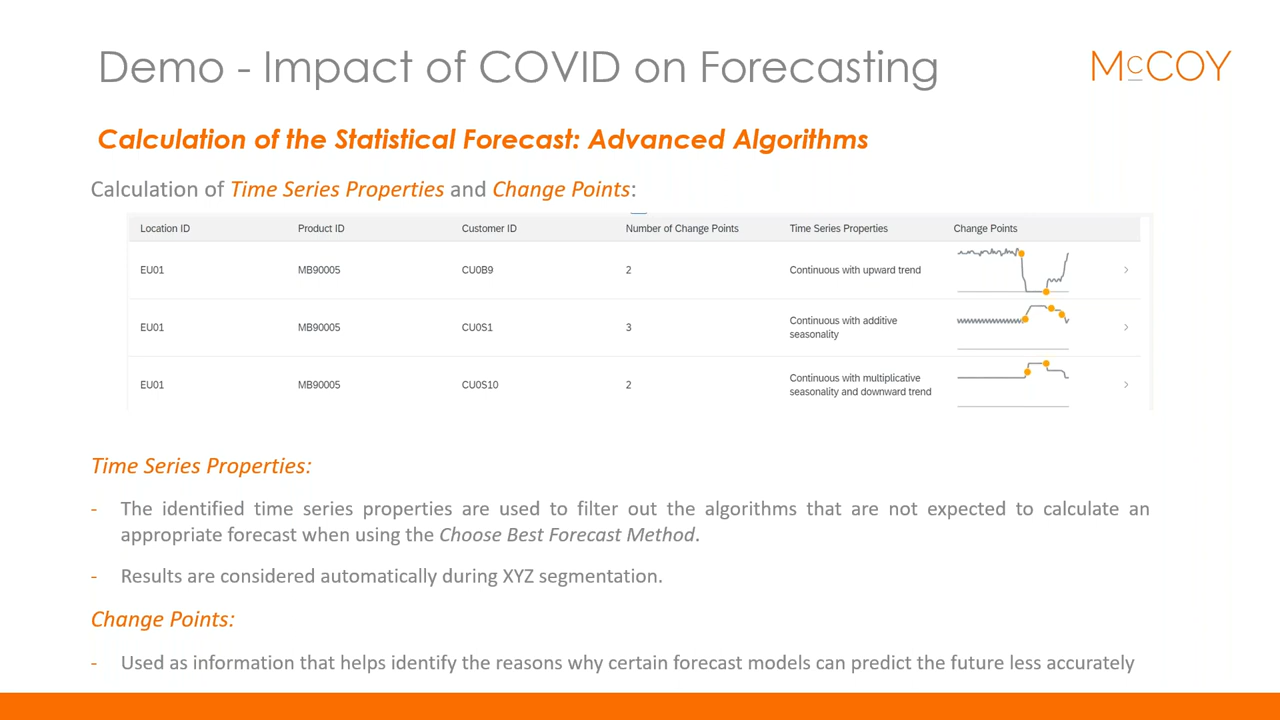 Demo - Impact of COVID on Forecasting
McCOY
Calculation of the Statistical Forecast: Advanced Algorithms
Calculation of Time Series Properties and Change Points:
Location ID Product ID Customer ID Number of Change Points Time Series Properties Change Points
EU01 MB90005 CU0B9 2 Continuous with upward trend
EU01 MB90005 CU0S1 3 Continuous with additive
seasonality
EU01 MB90005 CU0S10 2 Continuous with multiplicative
seasonality and downward trend
Time Series Properties:
- The identified time series properties are used to filter out the algorithms that are not expected to calculate an
appropriate forecast when using the Choose Best Forecast Method.
- Results are considered automatically during XYZ segmentation.
Change Points:
- Used as information that helps identify the reasons why certain forecast models can predict the future less accurately